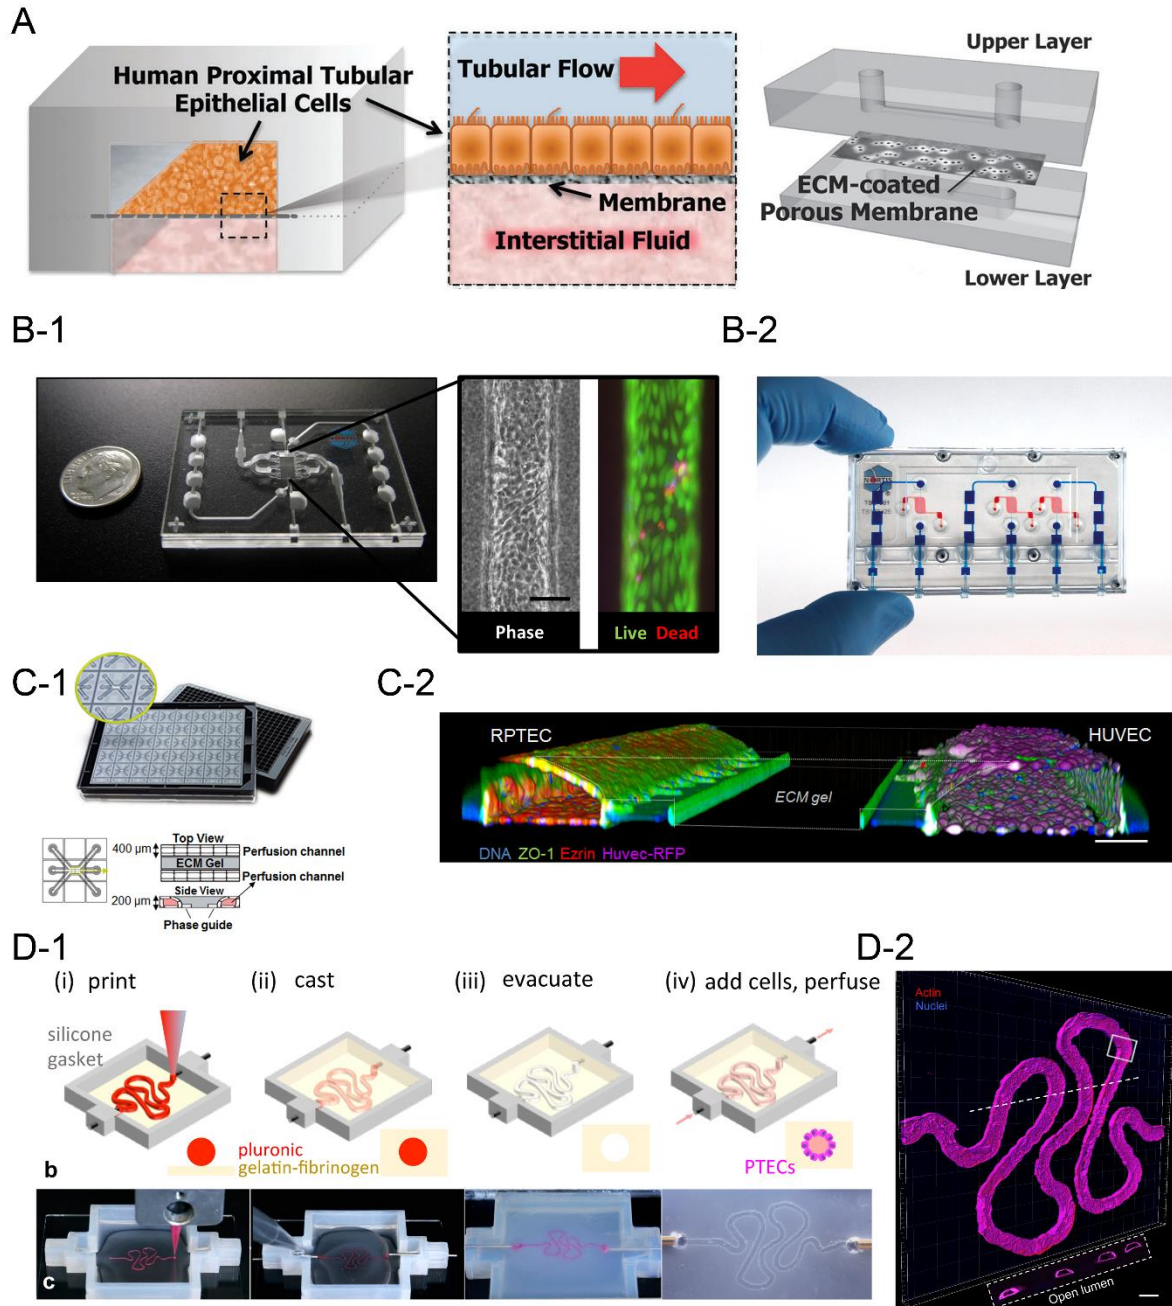 A
Human Proximal Tubular
Epithelial Cells
Tubular Flow
Membrane
Interstitial Fluid
Upper Layer
ECM-coated
Porous Membrane
Lower Layer
B-1
B-2
Phase
Live Dead
C-1
C-2
Top View
400 µm
Perfusion channel
ECM Gel
Perfusion channel
Side View
200 µm
Phase guide
RPTEC
HUVEC
ECM gel
DNA ZO-1 Ezrin Huvec-RFP
D-1
D-2
(i) print
(ii) cast
(iii) evacuate
(iv) add cells, perfuse
silicone
gasket
pluronic
gelatin-fibrinogen
PTECs
b
c
Actin
Nuclei
Open lumen